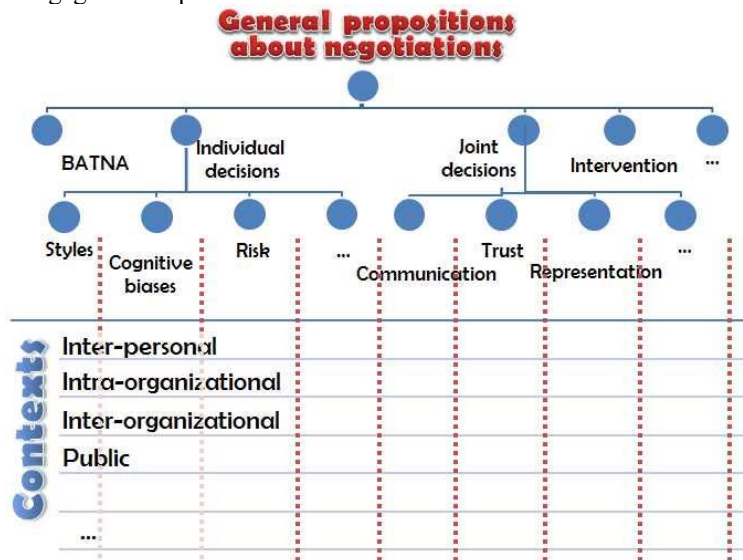 General propositions
about negotiations
BATNA
Individual
decisions
Joint
decisions
Intervention
...
Styles
Cognitive
biases
Risk
...
Communication
Trust
Representation
...
Contexts
Inter-personal
Intra-organizational
Inter-organizational
Public
...